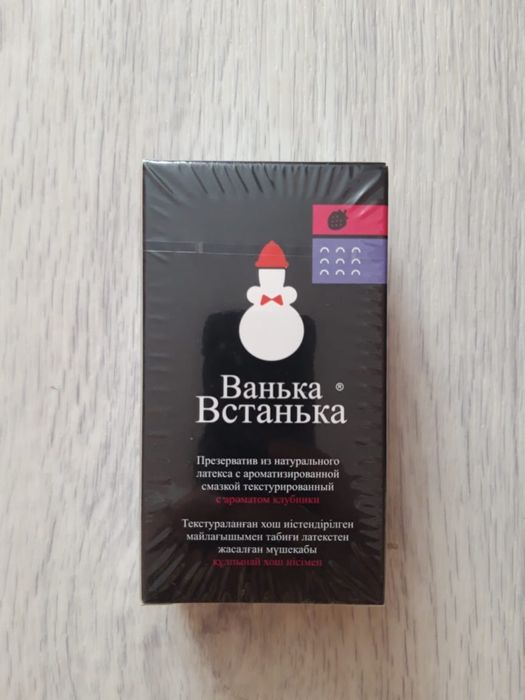 Ванька ®
Встанька
Презерватив из натурального
латекса с ароматизированной
смазкой текстурированный
с ароматом клубники
Текстураланған хош иістендірілген
майлағышымен табиғи латекстен
жасалған мүшеқабы
құлпынай хош иісімен